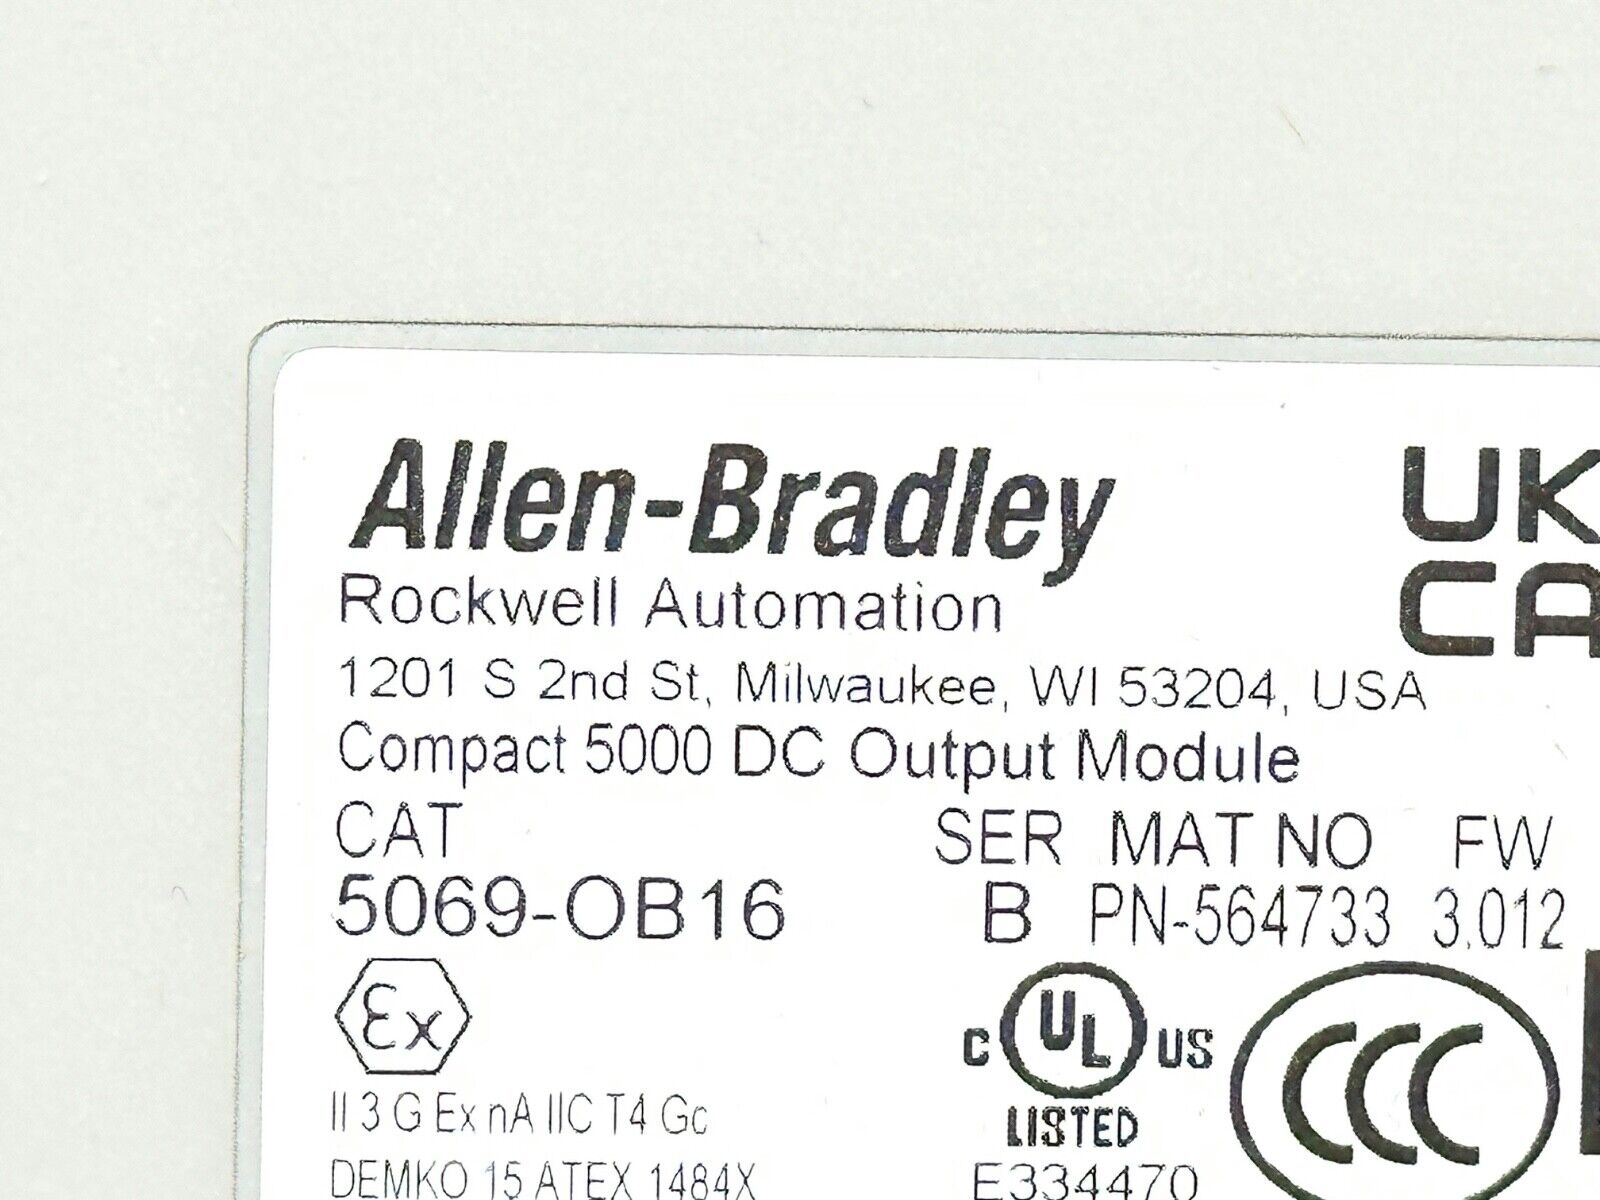 Allen-Bradley
UK
CA
Rockwell Automation
1201 S 2nd St, Milwaukee, WI 53204, USA
Compact 5000 DC Output Module
CAT SER MAT NO FW
5069-OB16 B PN-564733 3.012
Ex
C UL US
CCC
LISTED
II 3 G Ex nA IIC T4 Gc
DEMKO 15 ATEX 1484X
E334470